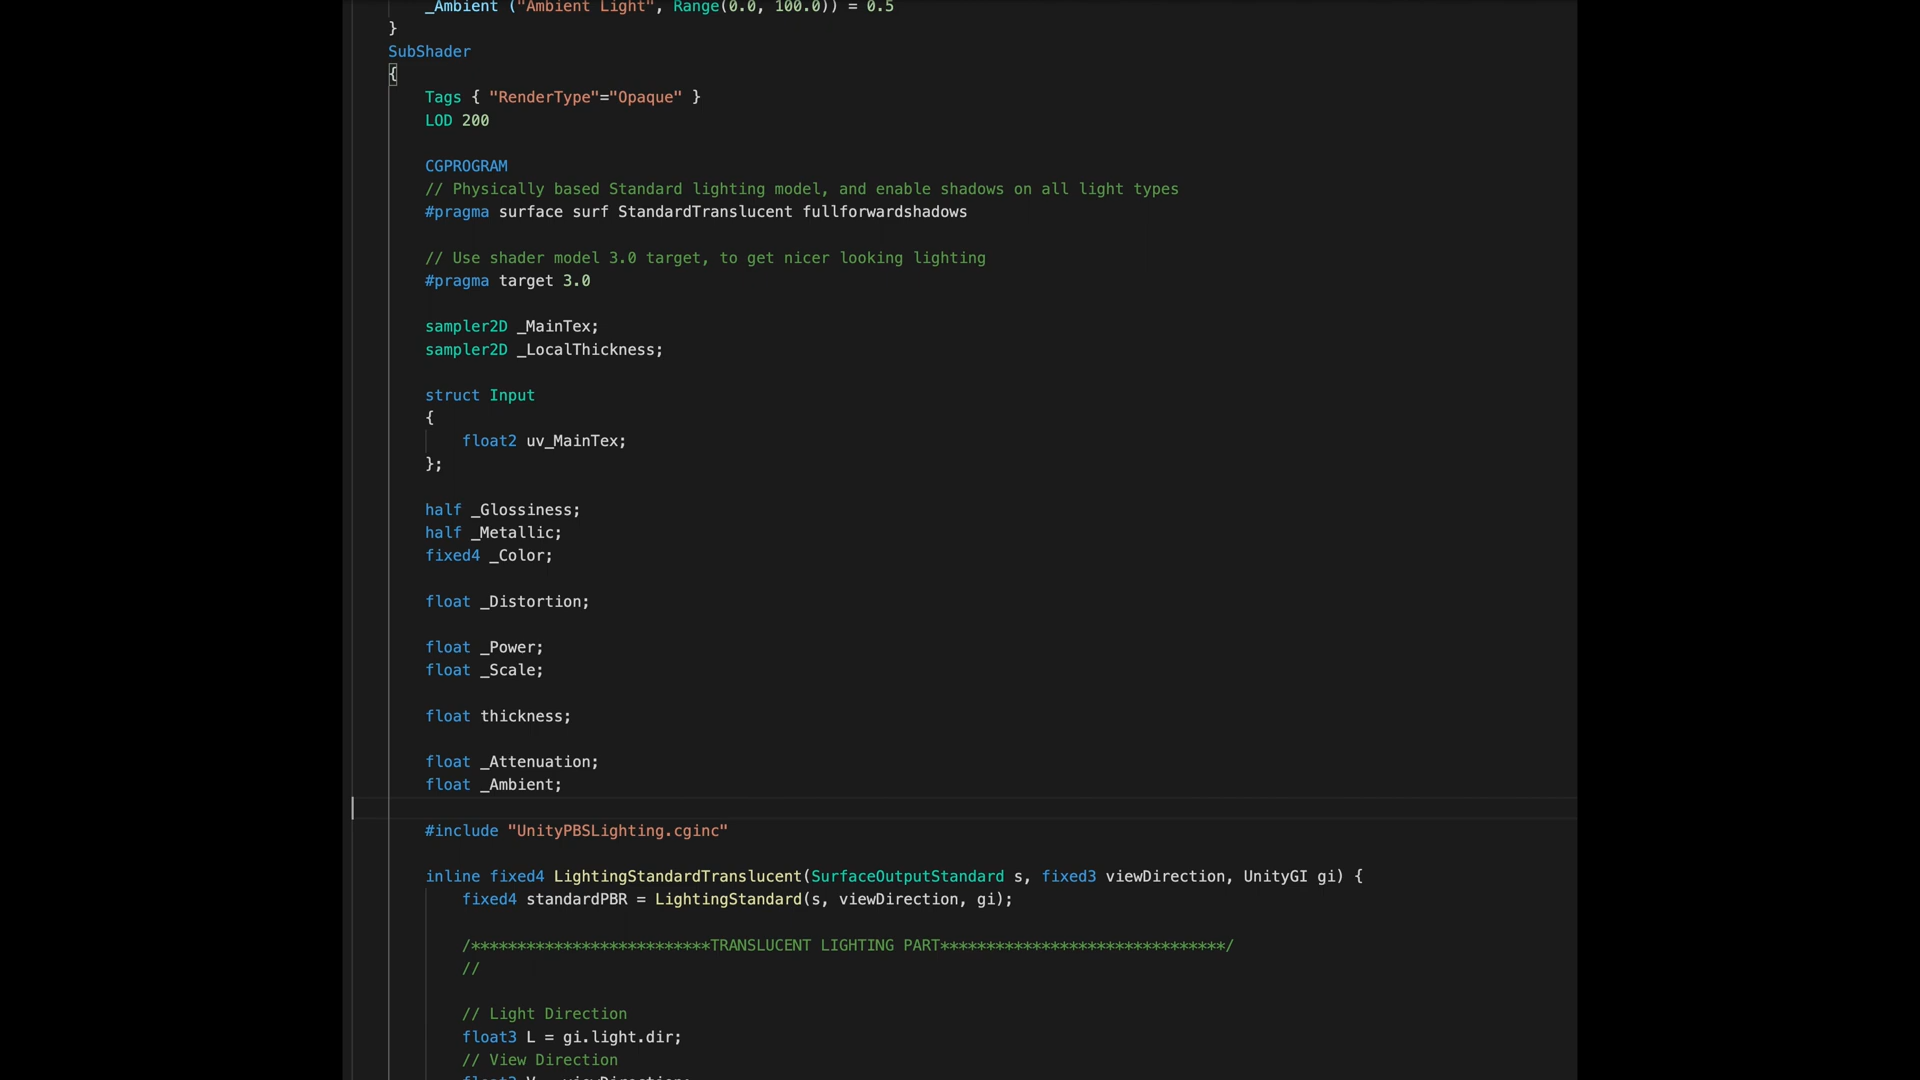 _Ambient ("Ambient Light", Range(0.0, 100.0)) = 0.5
}
SubShader
{
Tags { "RenderType"="Opaque" }
LOD 200
CGPROGRAM
// Physically based Standard lighting model, and enable shadows on all light types
#pragma surface surf StandardTranslucent fullforwardshadows
// Use shader model 3.0 target, to get nicer looking lighting
#pragma target 3.0
sampler2D _MainTex;
sampler2D _LocalThickness;
struct Input
{
float2 uv_MainTex;
};
half _Glossiness;
half _Metallic;
fixed4 _Color;
float _Distortion;
float _Power;
float _Scale;
float thickness;
float _Attenuation;
float _Ambient;
#include "UnityPBSLighting.cginc"
inline fixed4 LightingStandardTranslucent(SurfaceOutputStandard s, fixed3 viewDirection, UnityGI gi) {
fixed4 standardPBR = LightingStandard(s, viewDirection, gi);
/**************************TRANSLUCENT LIGHTING PART*******************************/
//
// Light Direction
float3 L = gi.light.dir;
// View Direction
float3 V = viewDirection;